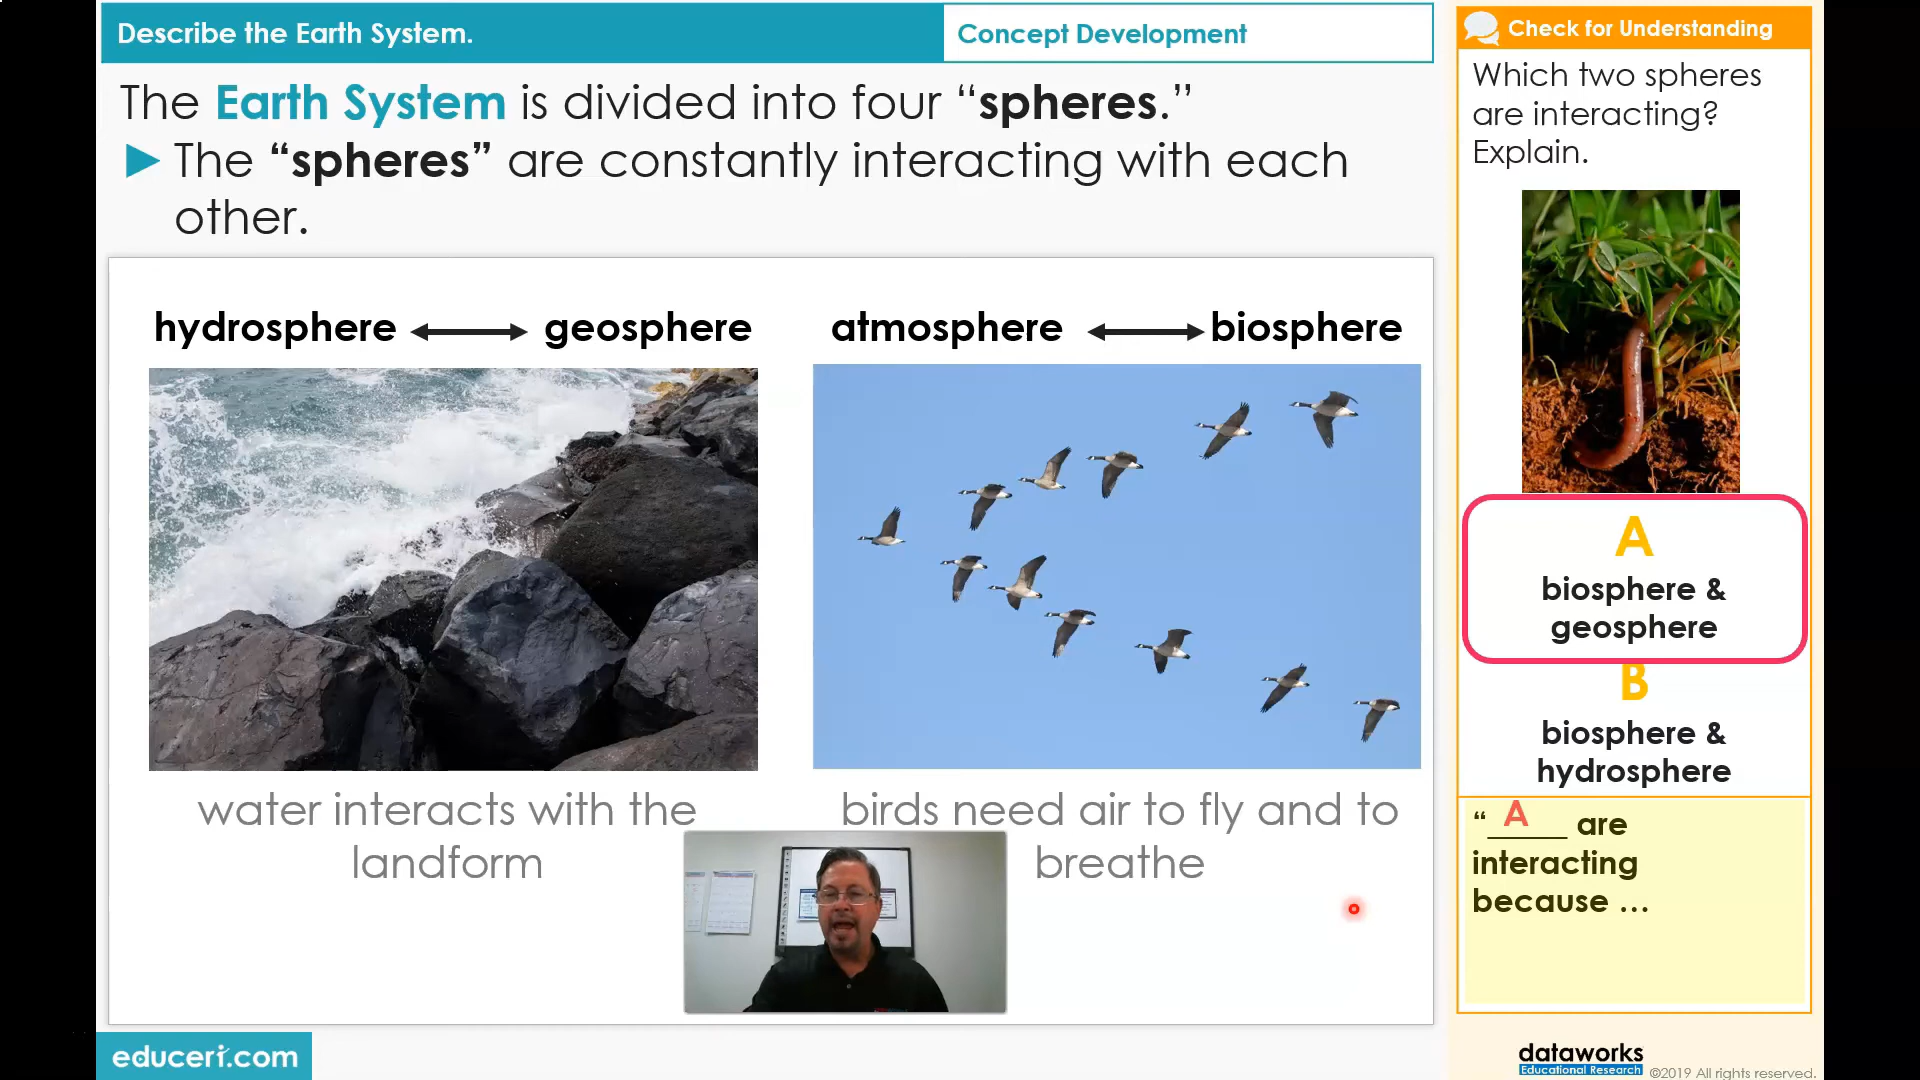 Describe the Earth System.
Concept Development
The Earth System is divided into four “spheres.”
The “spheres” are constantly interacting with each
other.
hydrosphere
geosphere
atmosphere
biosphere
water interacts with the
landform
birds need air to fly and to
breathe
Check for Understanding
Which two spheres
are interacting?
Explain.
A
biosphere &
geosphere
B
biosphere &
hydrosphere
“ A are
interacting
because …
educeri.com
dataworks
Educational Research
©2019 All rights reserved.